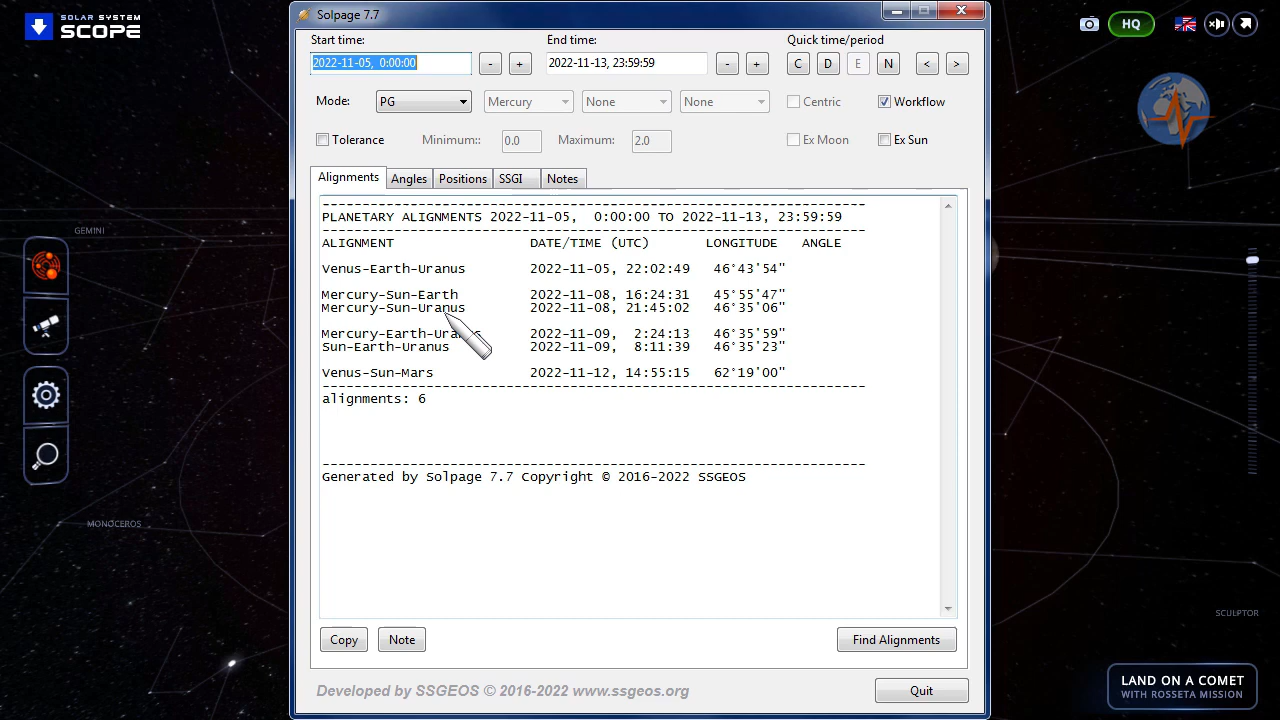 SOLAR SYSTEM
SCOPE
Solpage 7.7
HQ
Start time:
End time:
Quick time/period
2022-11-05, 0:00:00
- +
2022-11-13, 23:59:59
- +
C D E N < >
Mode: PG Mercury None None Centric Workflow
Tolerance Minimum:: 0.0 Maximum: 2.0 Ex Moon Ex Sun
Alignments Angles Positions SSGI Notes
PLANETARY ALIGNMENTS 2022-11-05, 0:00:00 TO 2022-11-13, 23:59:59
ALIGNMENT DATE/TIME (UTC) LONGITUDE ANGLE
Venus-Earth-Uranus 2022-11-05, 22:02:49 46°43'54"
Mercury-Sun-Earth 2022-11-08, 16:24:31 45°55'47"
Mercury-Sun-Uranus 2022-11-08, 21:45:02 46°35'06"
Mercury-Earth-Uranus 2022-11-09, 2:24:13 46°35'59"
Sun-Earth-Uranus 2022-11-09, 8:11:39 46°35'23"
Venus-Sun-Mars 2022-11-12, 14:55:15 62°19'00"
alignments: 6
Generated by Solpage 7.7 Copyright © 2016-2022 SSGEOS
Copy Note Find Alignments
Developed by SSGEOS © 2016-2022 www.ssgeos.org
Quit
GEMINI
MONOCEROS
SCULPTOR
LAND ON A COMET
WITH ROSSETA MISSION